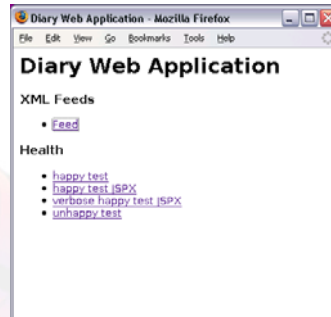 Diary Web Application - Mozilla Firefox
File Edit View Go Bookmarks Tools Help
Diary Web Application
XML Feeds
Feed
Health
happy test
happy test JSPX
verbose happy test JSPX
unhappy test